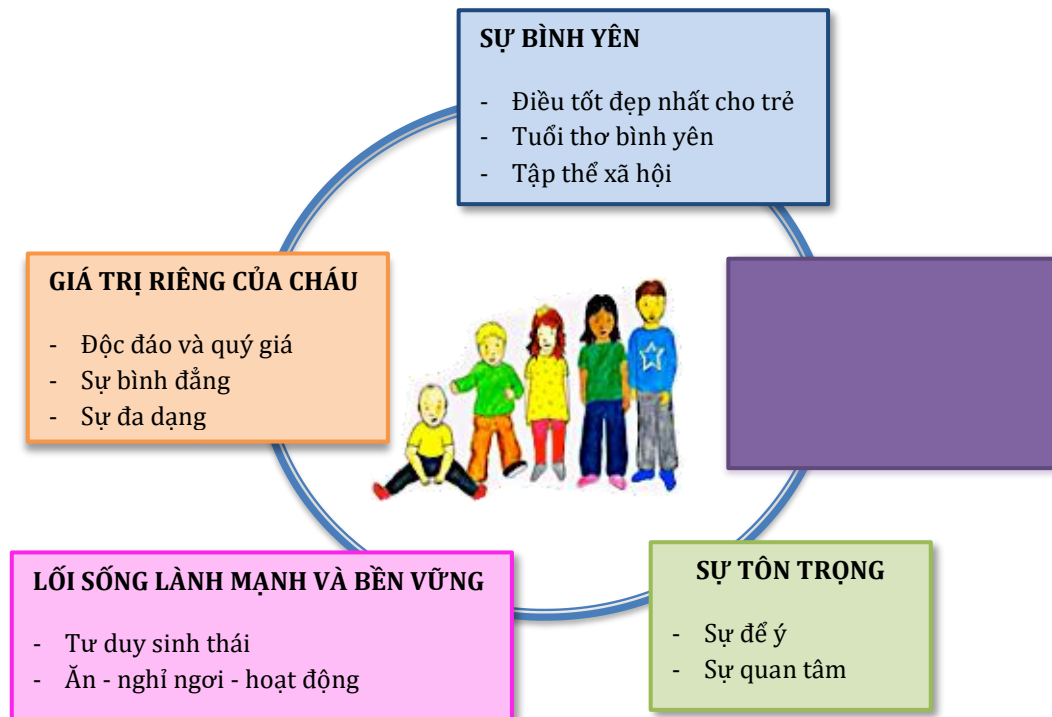 SỰ BÌNH YÊN
- Điều tốt đẹp nhất cho trẻ
- Tuổi thơ bình yên
- Tập thể xã hội
GIÁ TRỊ RIÊNG CỦA CHÁU
- Độc đáo và quý giá
- Sự bình đẳng
- Sự đa dạng
LỐI SỐNG LÀNH MẠNH VÀ BỀN VỮNG
- Tư duy sinh thái
- Ăn - nghỉ ngơi - hoạt động
SỰ TÔN TRỌNG
- Sự để ý
- Sự quan tâm